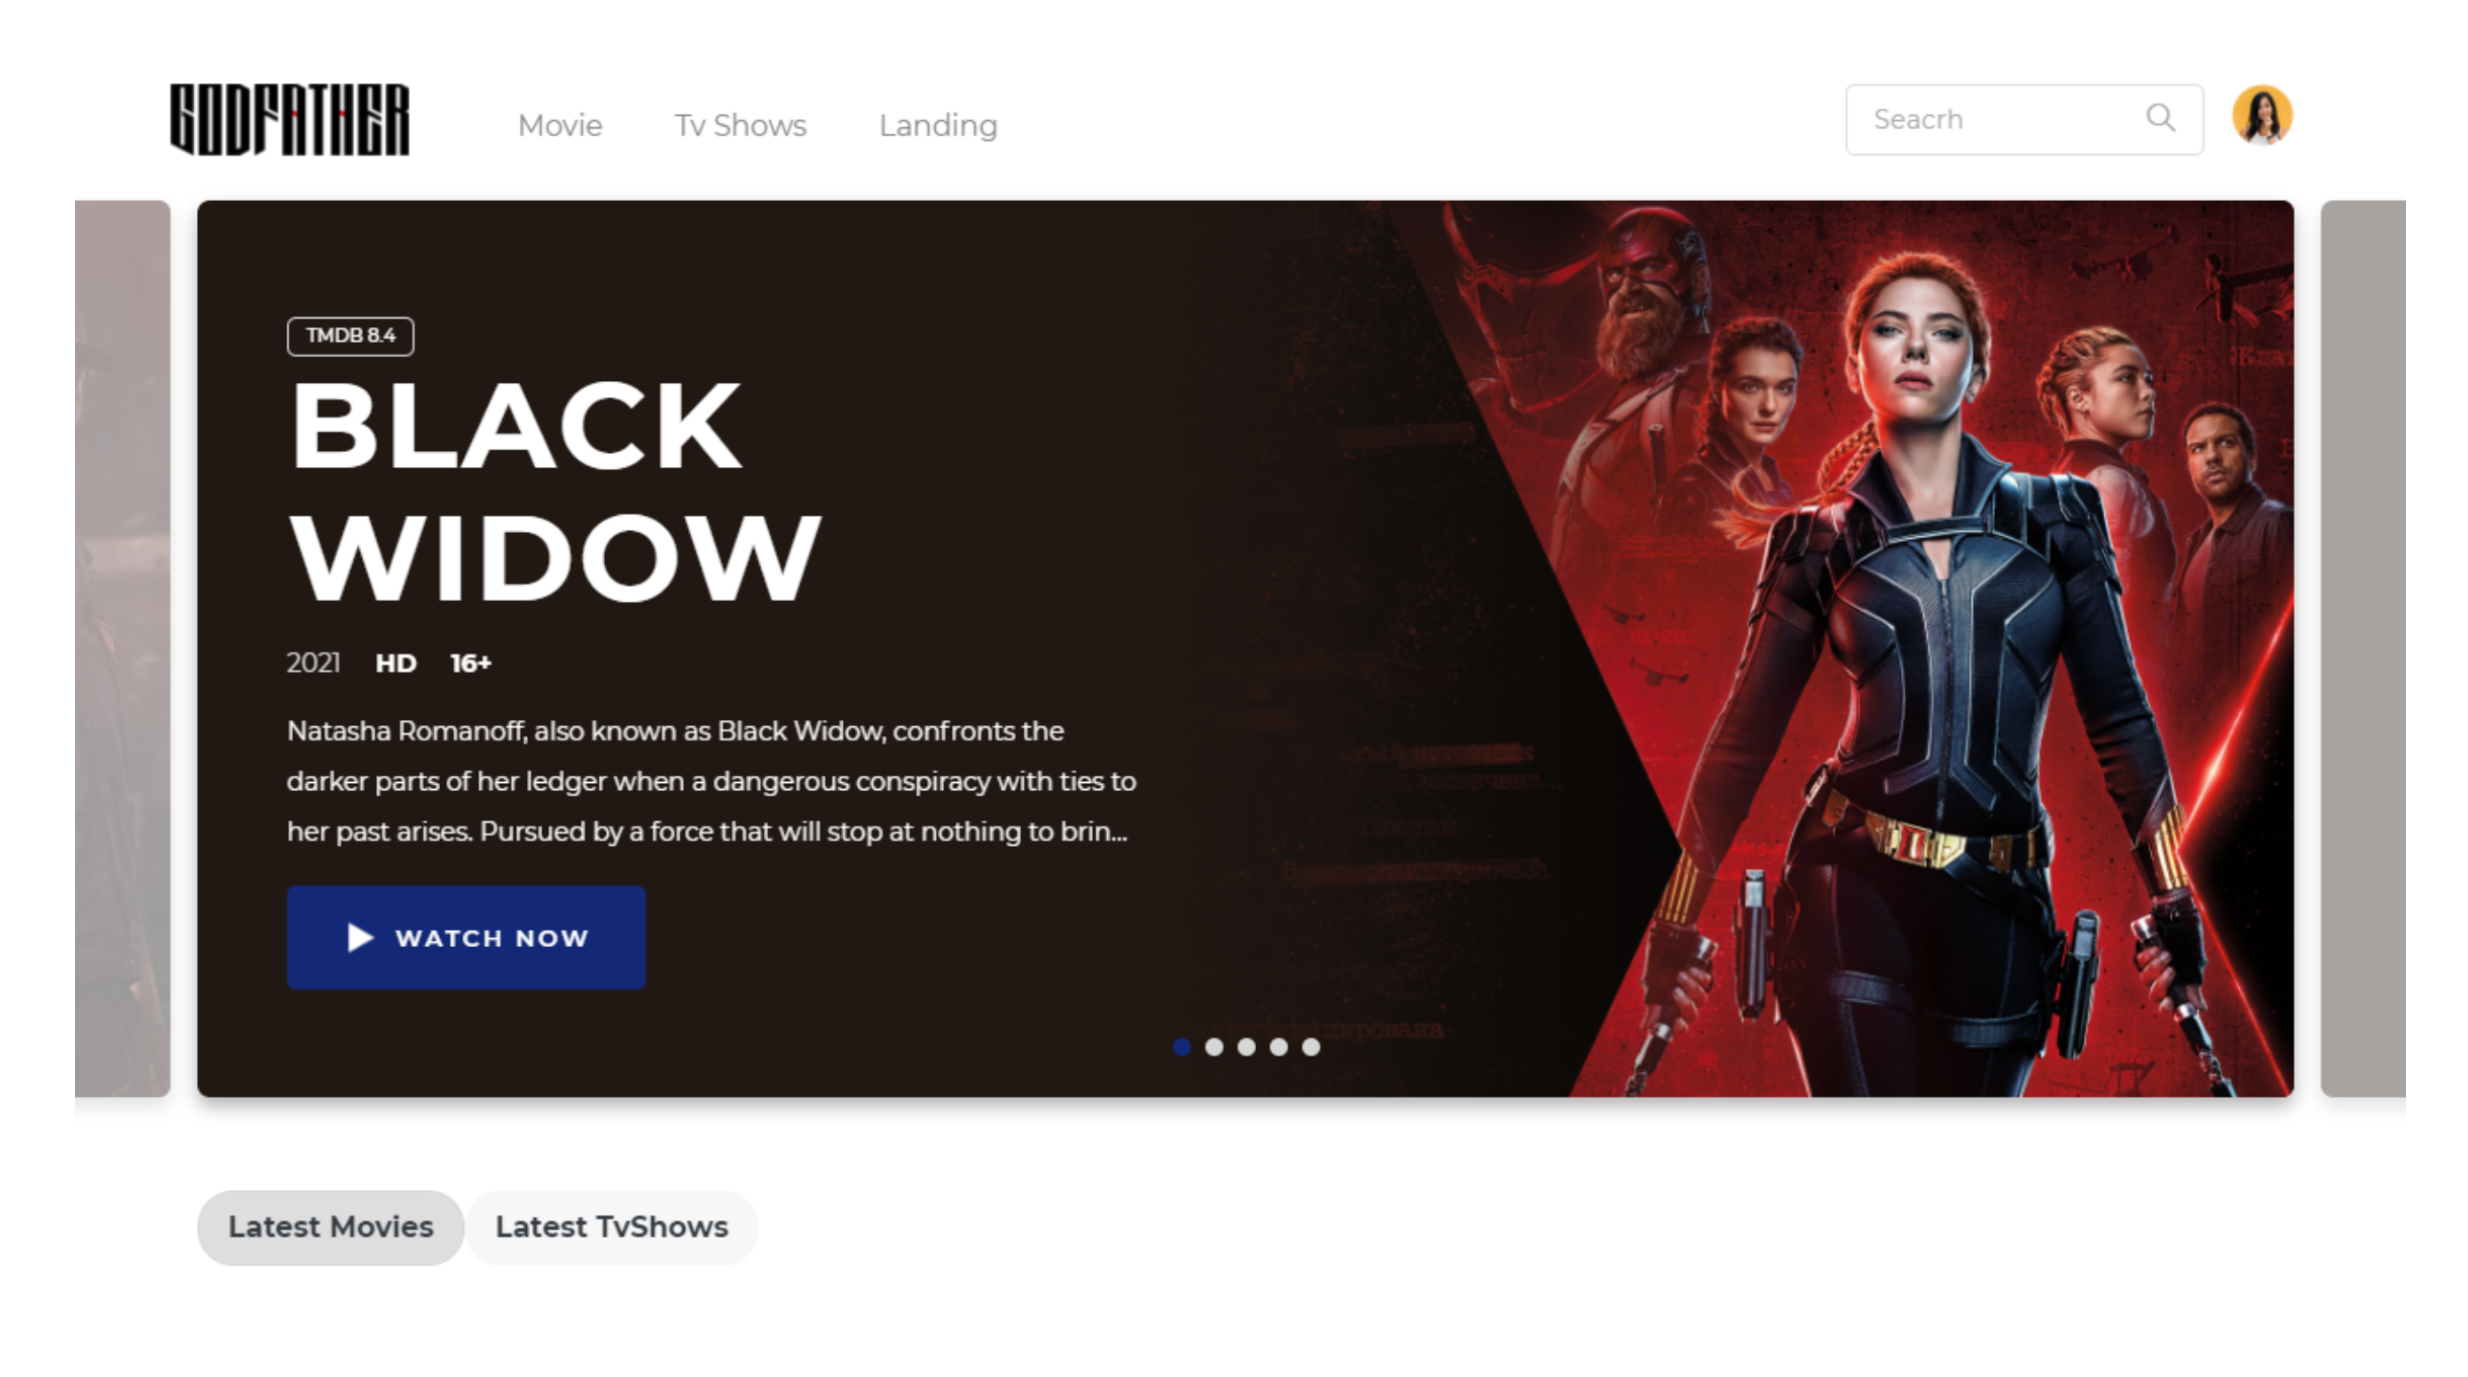 GODFATHER
Movie Tv Shows Landing
Seacrh
TMDB 8.4
BLACK
WIDOW
2021 HD 16+
Natasha Romanoff, also known as Black Widow, confronts the
darker parts of her ledger when a dangerous conspiracy with ties to
her past arises. Pursued by a force that will stop at nothing to brin...
WATCH NOW
Latest Movies Latest TvShows